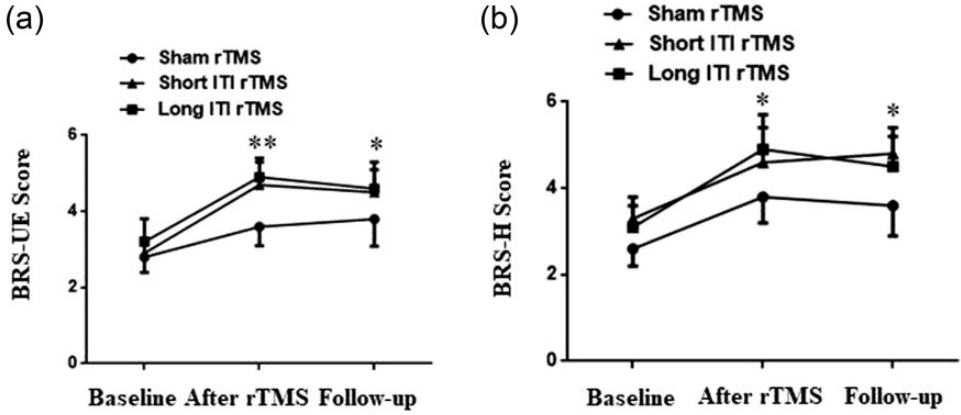 (a)
Sham rTMS
Short ITI rTMS
Long ITI rTMS
6
4
2
0
BRS-UE Score
**
*
Baseline After rTMS Follow-up
(b)
Sham rTMS
Short ITI rTMS
Long ITI rTMS
6
4
2
0
BRS-H Score
*
*
Baseline After rTMS Follow-up